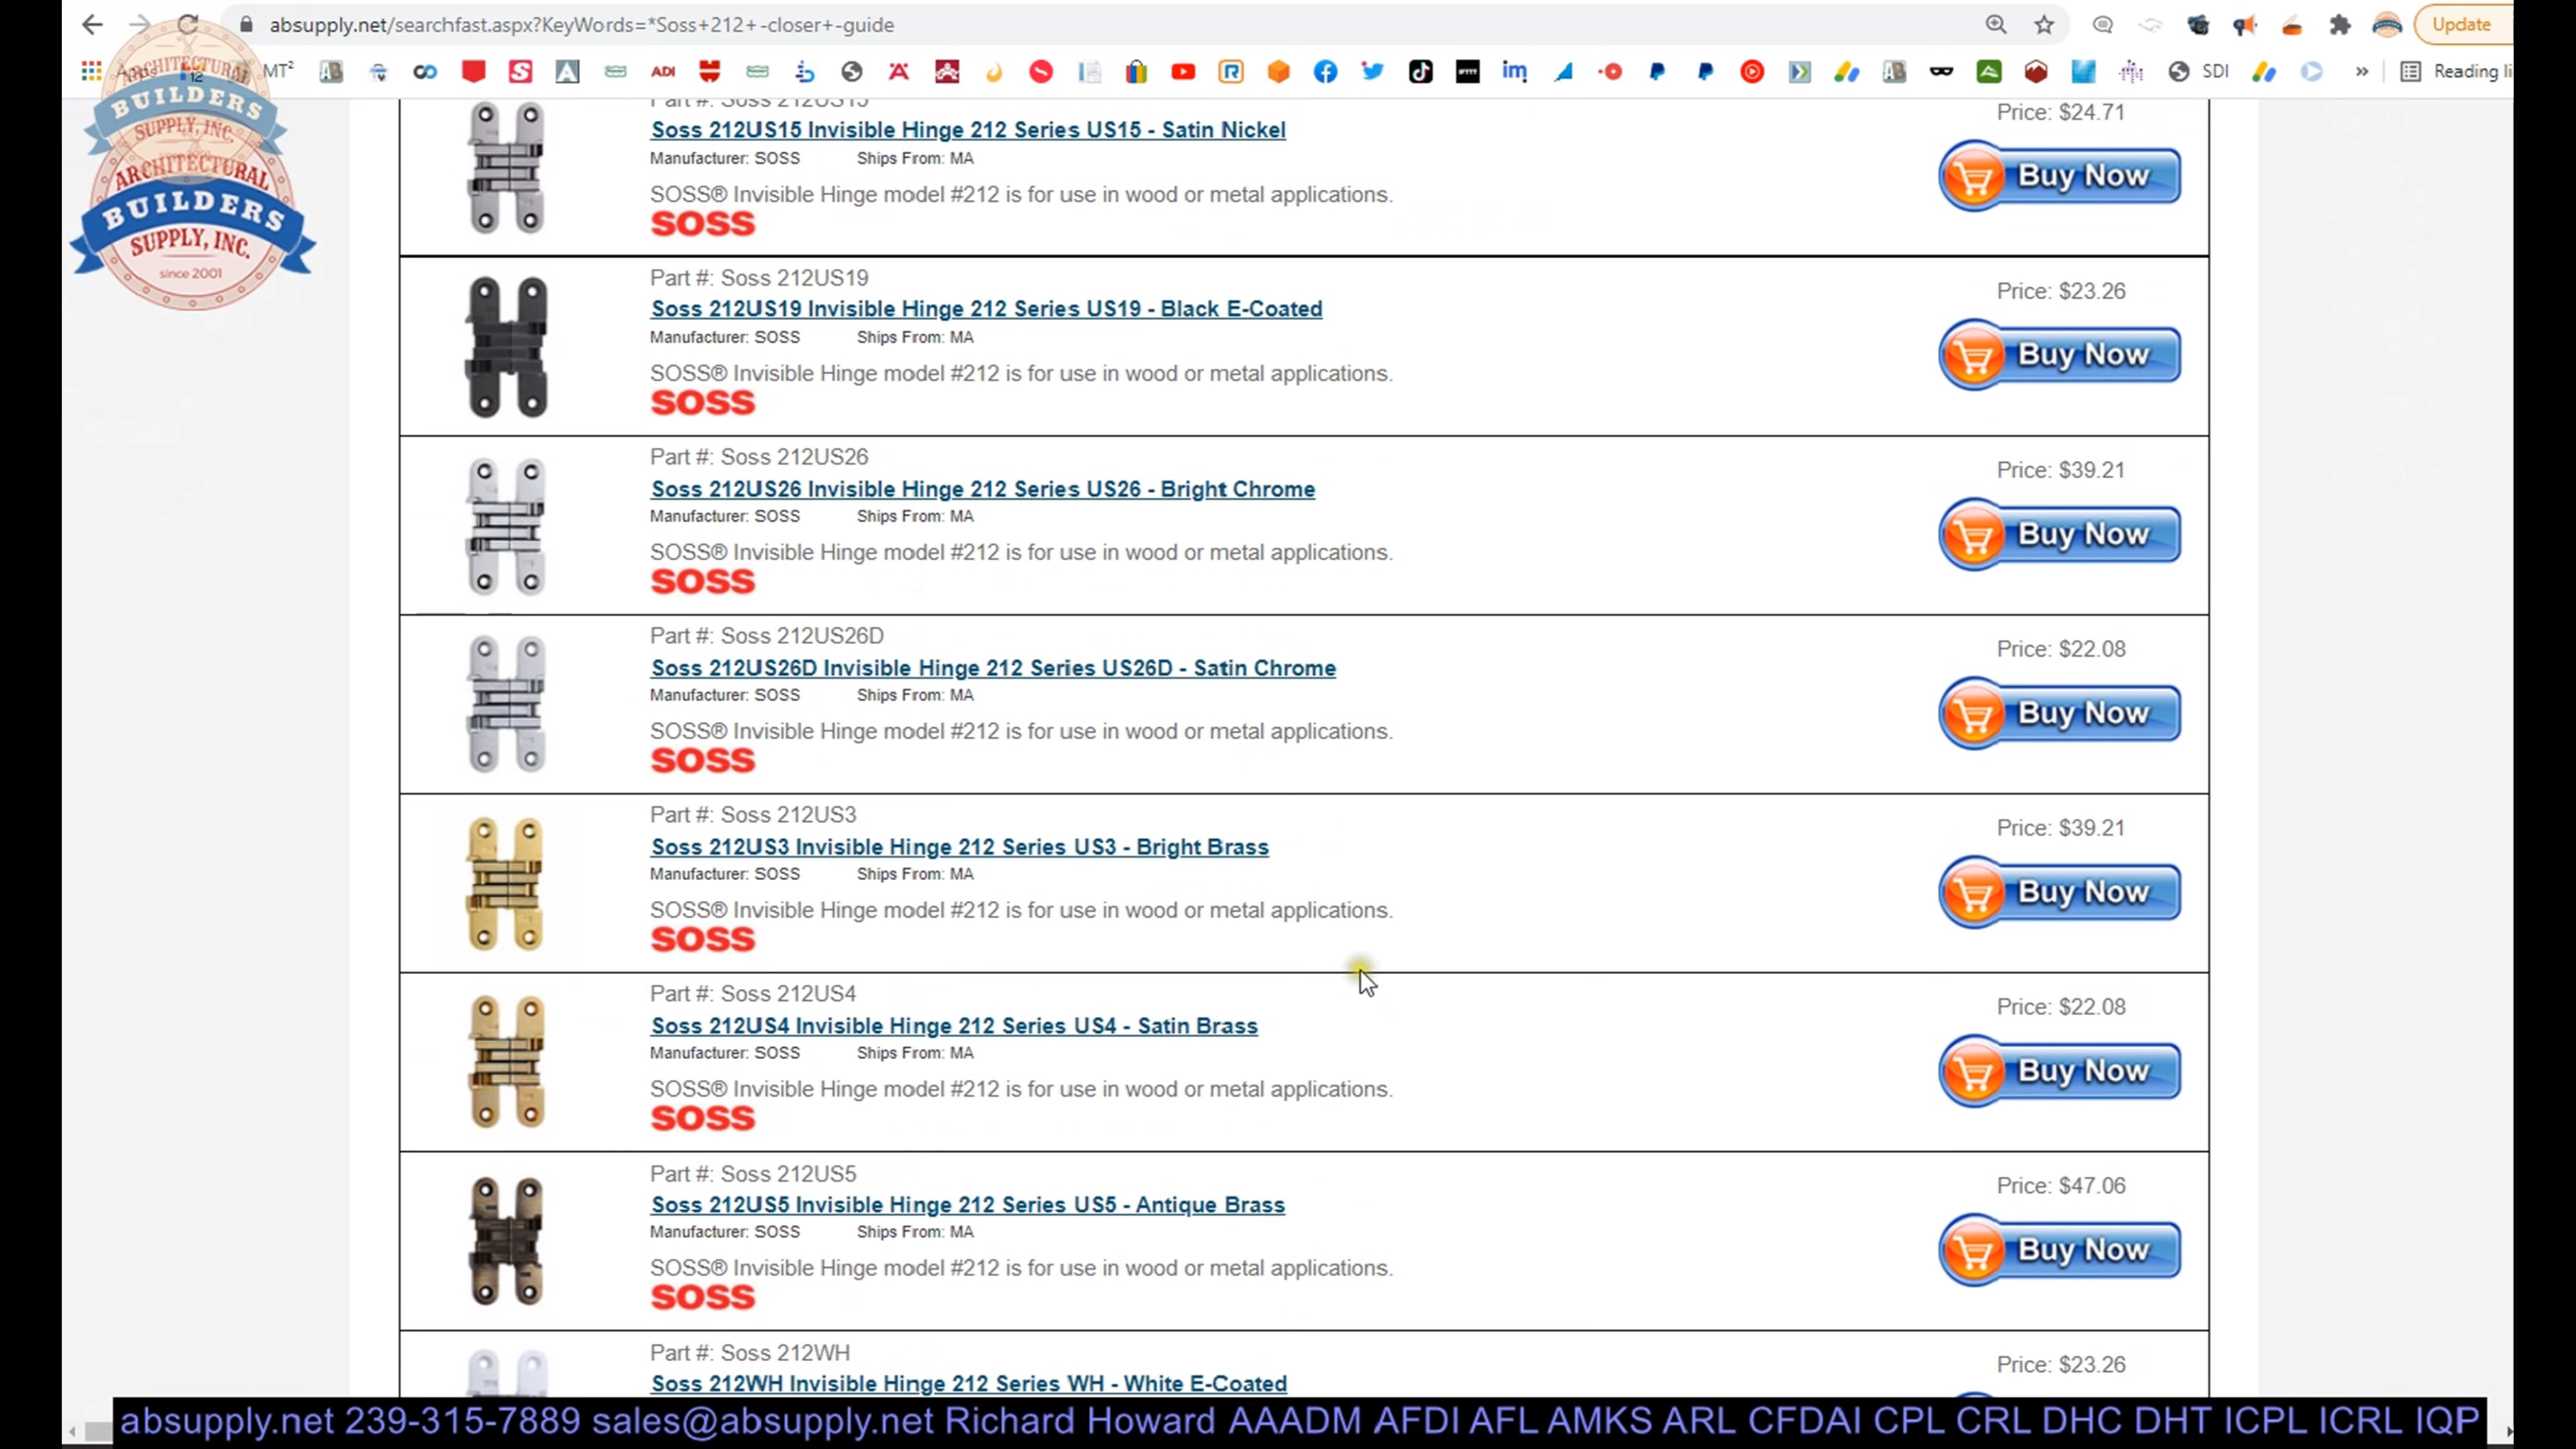 absupply.net/searchfast.aspx?KeyWords=*Soss+212+-closer+-guide
Update
Apps
12
MT²
ADI
im
SDI
»
Reading li
ARCHITECTURAL
BUILDERS
SUPPLY, INC.
ARCHITECTURAL
BUILDERS
SUPPLY, INC.
since 2001
Part #: Soss 212US15
Soss 212US15 Invisible Hinge 212 Series US15 - Satin Nickel
Manufacturer: SOSS Ships From: MA
SOSS® Invisible Hinge model #212 is for use in wood or metal applications.
SOSS
Price: $24.71
Buy Now
Part #: Soss 212US19
Soss 212US19 Invisible Hinge 212 Series US19 - Black E-Coated
Manufacturer: SOSS Ships From: MA
SOSS® Invisible Hinge model #212 is for use in wood or metal applications.
SOSS
Price: $23.26
Buy Now
Part #: Soss 212US26
Soss 212US26 Invisible Hinge 212 Series US26 - Bright Chrome
Manufacturer: SOSS Ships From: MA
SOSS® Invisible Hinge model #212 is for use in wood or metal applications.
SOSS
Price: $39.21
Buy Now
Part #: Soss 212US26D
Soss 212US26D Invisible Hinge 212 Series US26D - Satin Chrome
Manufacturer: SOSS Ships From: MA
SOSS® Invisible Hinge model #212 is for use in wood or metal applications.
SOSS
Price: $22.08
Buy Now
Part #: Soss 212US3
Soss 212US3 Invisible Hinge 212 Series US3 - Bright Brass
Manufacturer: SOSS Ships From: MA
SOSS® Invisible Hinge model #212 is for use in wood or metal applications.
SOSS
Price: $39.21
Buy Now
Part #: Soss 212US4
Soss 212US4 Invisible Hinge 212 Series US4 - Satin Brass
Manufacturer: SOSS Ships From: MA
SOSS® Invisible Hinge model #212 is for use in wood or metal applications.
SOSS
Price: $22.08
Buy Now
Part #: Soss 212US5
Soss 212US5 Invisible Hinge 212 Series US5 - Antique Brass
Manufacturer: SOSS Ships From: MA
SOSS® Invisible Hinge model #212 is for use in wood or metal applications.
SOSS
Price: $47.06
Buy Now
Part #: Soss 212WH
Soss 212WH Invisible Hinge 212 Series WH - White E-Coated
Price: $23.26
absupply.net 239-315-7889 sales@absupply.net Richard Howard AAADM AFDI AFL AMKS ARL CFDAI CPL CRL DHC DHT ICPL ICRL IQP